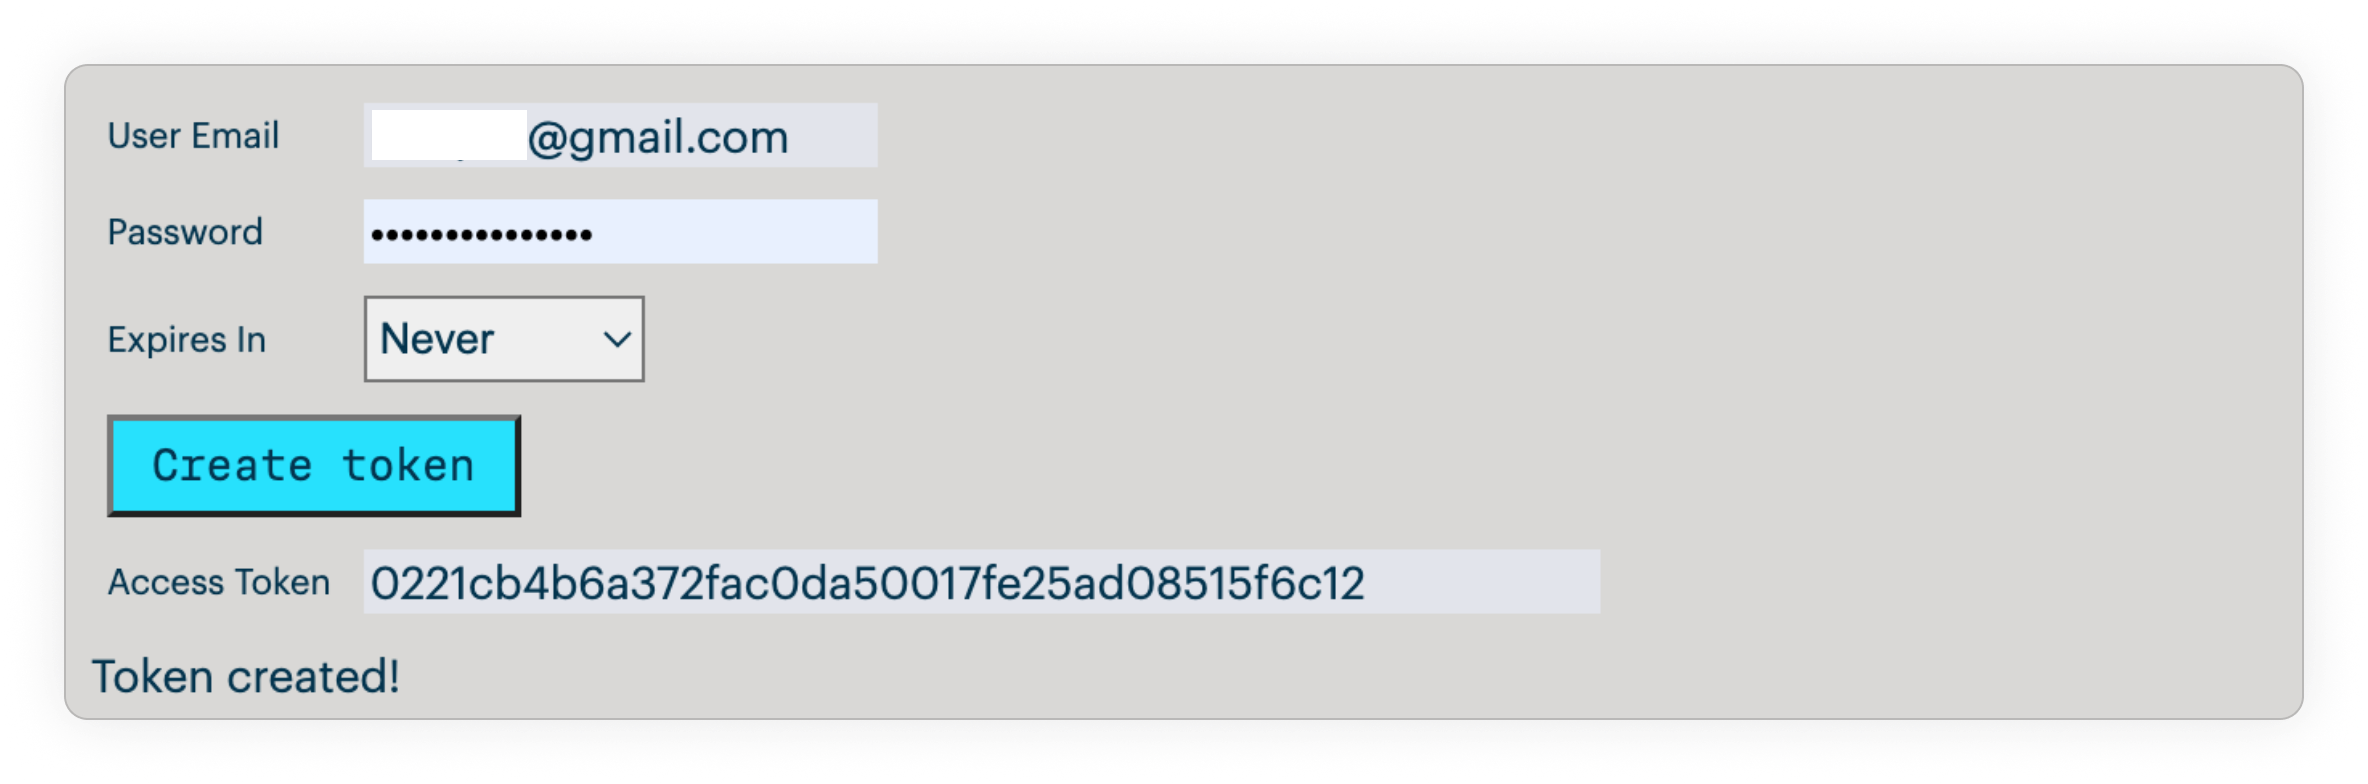 User Email @gmail.com
Password •••••••••••••••
Expires In Never
Create token
Access Token 0221cb4b6a372fac0da50017fe25ad08515f6c12
Token created!